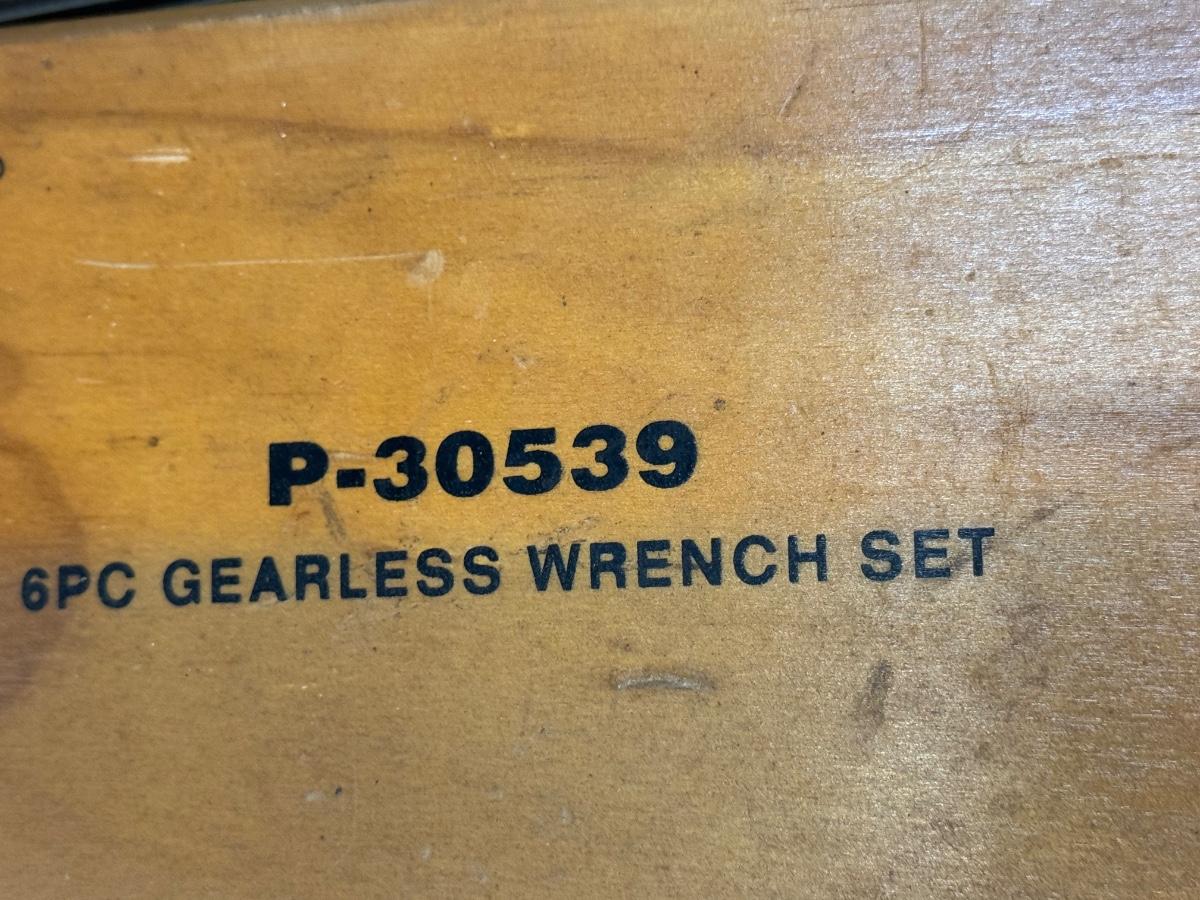 P-30539
6PC GEARLESS WRENCH SET